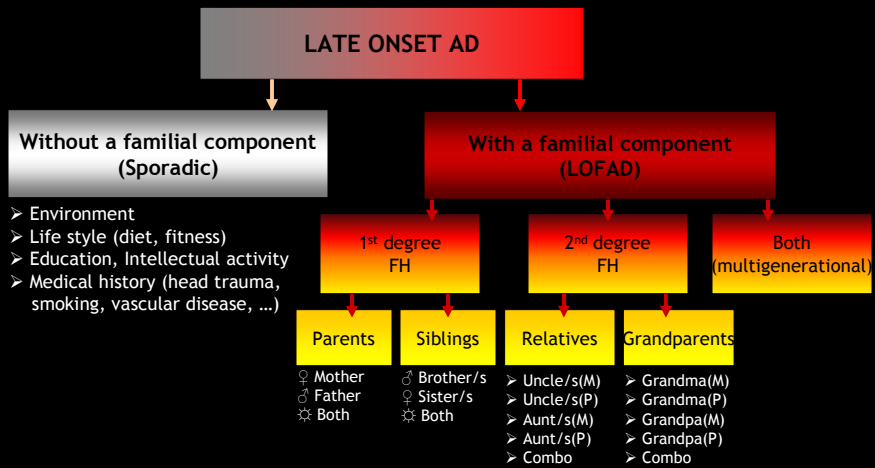 LATE ONSET AD
Without a familial component
(Sporadic)
With a familial component
(LOFAD)
➢ Environment
➢ Life style (diet, fitness)
➢ Education, Intellectual activity
➢ Medical history (head trauma,
smoking, vascular disease, …)
1st degree
FH
2nd degree
FH
Both
(multigenerational)
Parents
♀ Mother
♂ Father
☼ Both
Siblings
♂ Brother/s
♀ Sister/s
☼ Both
Relatives
➢ Uncle/s(M)
➢ Uncle/s(P)
➢ Aunt/s(M)
➢ Aunt/s(P)
➢ Combo
Grandparents
➢ Grandma(M)
➢ Grandma(P)
➢ Grandpa(M)
➢ Grandpa(P)
➢ Combo